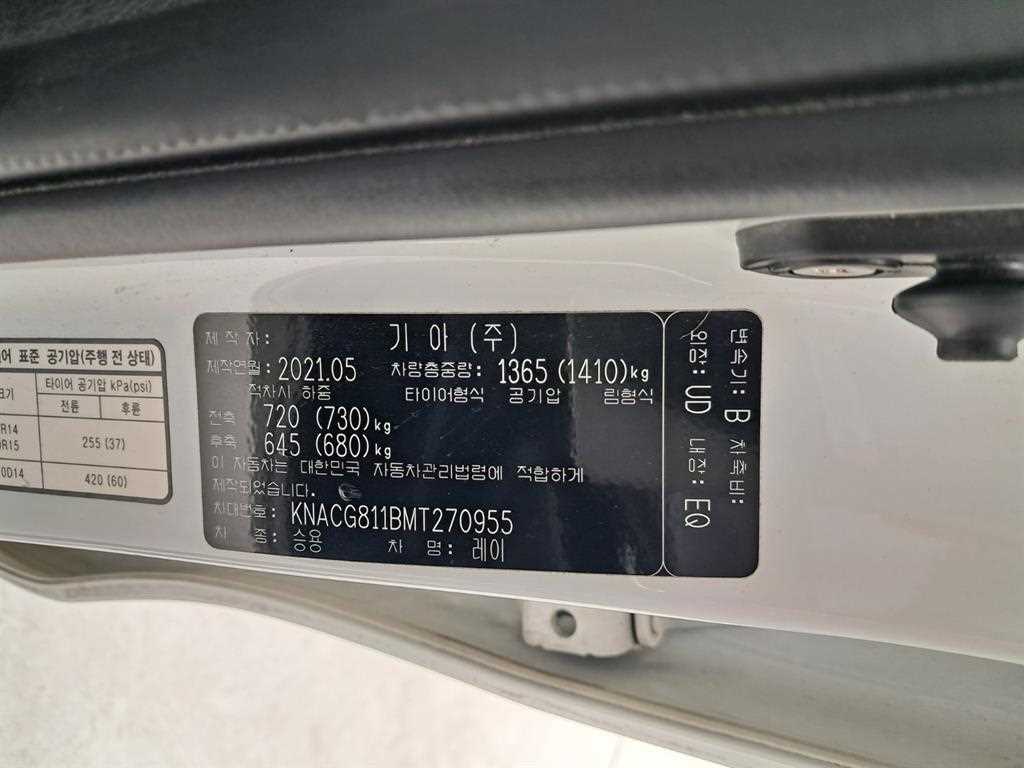 어 표준 공기압(주행 전 상태)
크기 타이어 공기압 kPa(psi)
전륜 후륜
R14
R15 255 (37)
0D14 420 (60)
제 작 자: 기 아 (주)
제작연월: 2021.05 차량총중량: 1365 (1410)kg
적차시 하중 타이어형식 공기압 림형식
전축 720 (730)kg
후축 645 (680)kg
이 자동차는 대한민국 자동차관리법령에 적합하게
제작되었습니다.
차대번호: KNACG811BMT270955
차 종: 승용 차 명: 레이
변속기: B 차축비:
외장: UD 내장: EQ